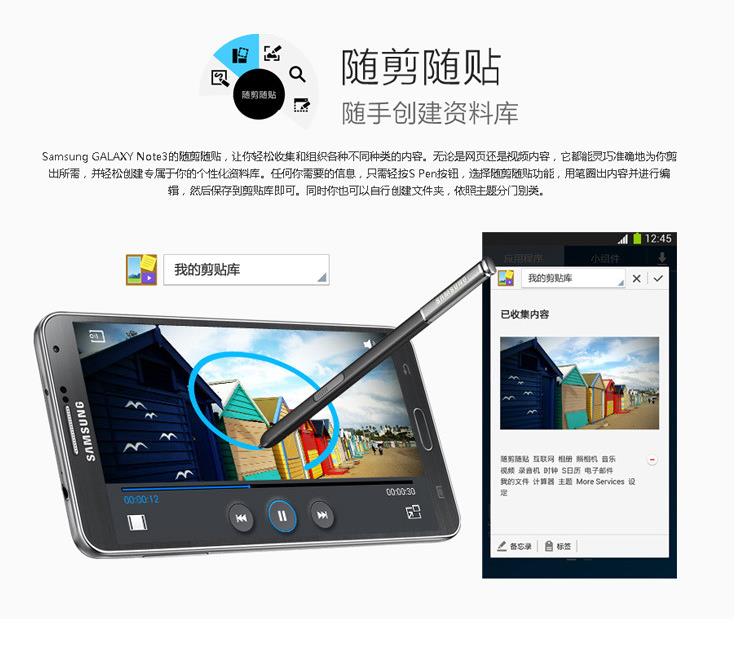 随剪随贴
随剪随贴
随手创建资料库
Samsung GALAXY Note3的随剪随贴，让你轻松收集和组织各种不同种类的内容。无论是网页还是视频内容，它都能灵巧准确地为你剪
出所需，并轻松创建专属于你的个性化资料库。任何你需要的信息，只需轻按S Pen按钮，选择随剪随贴功能，用笔圈出内容并进行编
辑，然后保存到剪贴库即可。同时你也可以自行创建文件夹，依照主题分门别类。
我的剪贴库
SAMSUNG
SAMSUNG
00:00:12
00:00:30
12:45
应用程序
小组件
我的剪贴库
已收集内容
随剪随贴 互联网 相册 照相机 音乐
视频 录音机 时钟 S日历 电子邮件
我的文件 计算器 主题 More Services 设
定
备忘录
标签